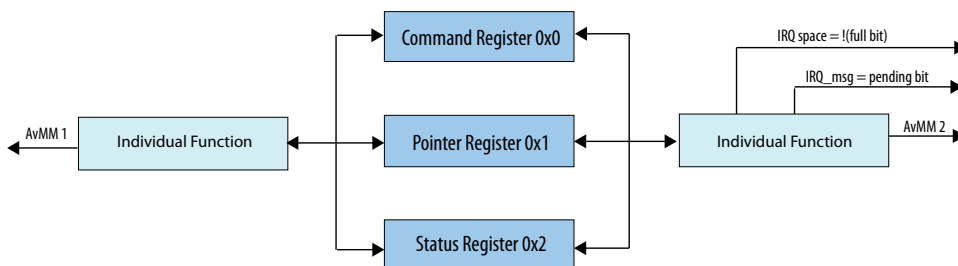 Command Register 0x0
IRQ space = !(full bit)
IRQ_msg = pending bit
AvMM 1
Individual Function
Pointer Register 0x1
Individual Function
AvMM 2
Status Register 0x2